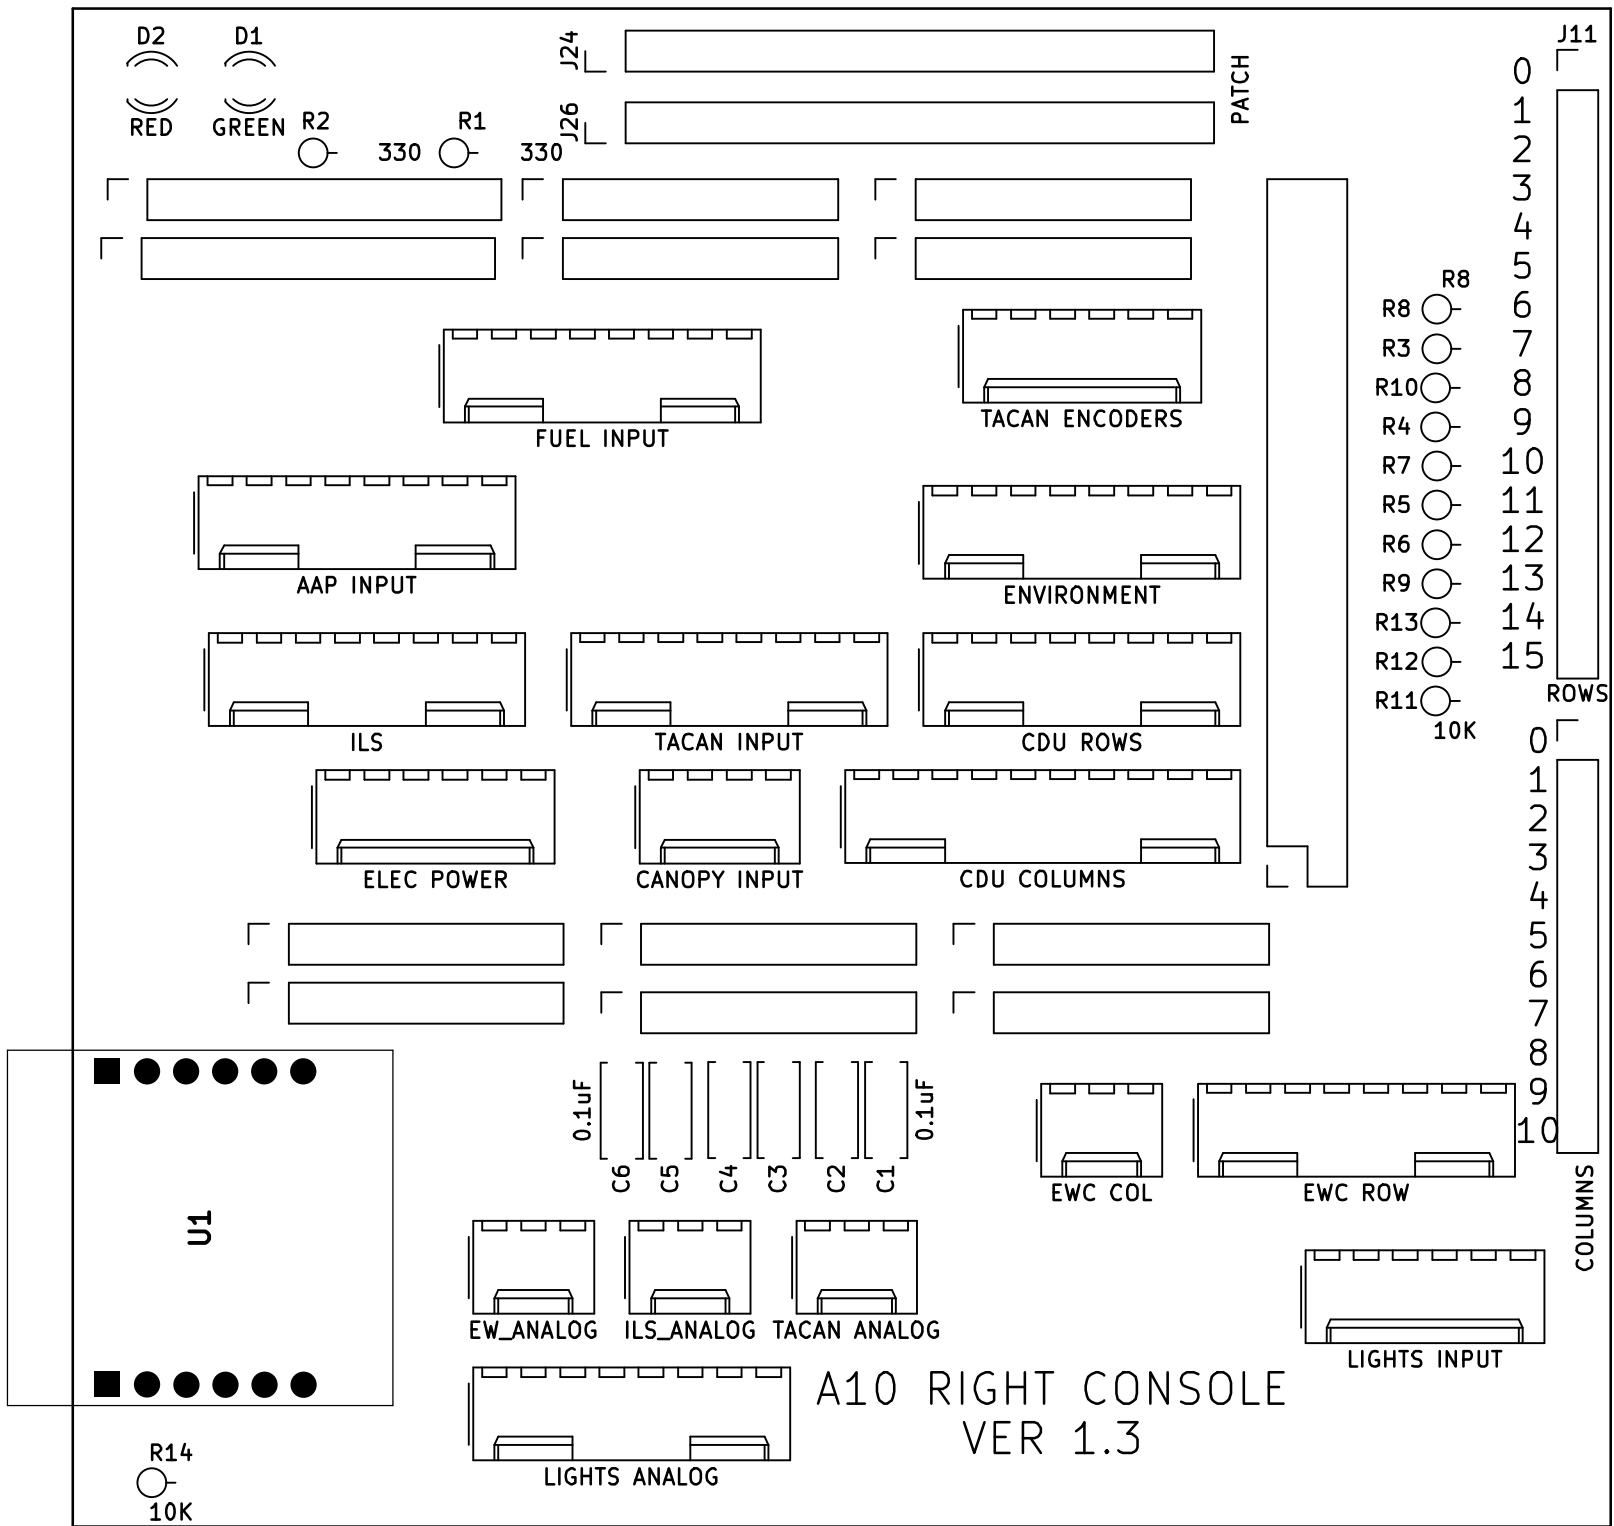 D2
D1
J24
J11
PATCH
J26
RED
GREEN
R2
R1
330
330
0
1
2
3
4
5
6
7
8
9
10
11
12
13
14
15
R8
R8
R3
R10
R4
R7
R5
R6
R9
R13
R12
R11
10K
TACAN ENCODERS
FUEL INPUT
AAP INPUT
ENVIRONMENT
ROWS
ILS
TACAN INPUT
CDU ROWS
0
1
2
3
4
5
6
7
8
9
10
ELEC POWER
CANOPY INPUT
CDU COLUMNS
0.1uF
0.1uF
C6
C5
C4
C3
C2
C1
EWC COL
EWC ROW
COLUMNS
U1
EW_ANALOG
ILS_ANALOG
TACAN ANALOG
LIGHTS INPUT
A10 RIGHT CONSOLE
VER 1.3
R14
LIGHTS ANALOG
10K